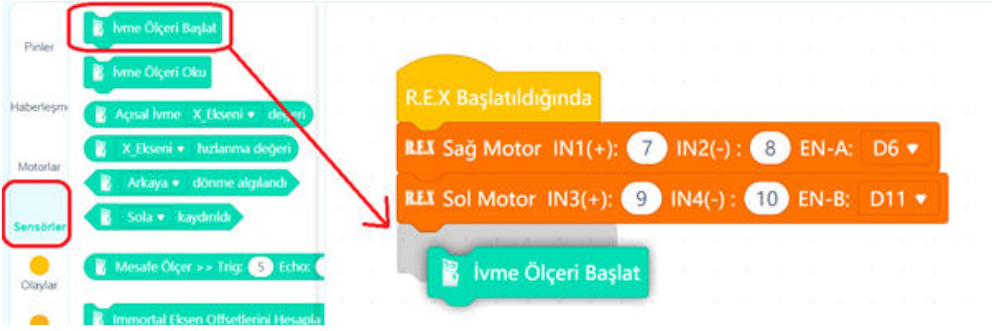 Pinler
Haberleşm
Motorlar
Sensörler
Olaylar
İvme Ölçeri Başlat
İvme Ölçeri Oku
Açısal İvme X_Ekseni ▾ değeri
X_Ekseni ▾ hızlanma değeri
Arkaya ▾ dönme algılandı
Sola ▾ kaydırıldı
Mesafe Ölçer >> Trig: 5 Echo:
Immortal Eksen Offsetlerini Hesapla
R.E.X Başlatıldığında
R.E.X Sağ Motor IN1(+): 7 IN2(-) : 8 EN-A: D6 ▾
R.E.X Sol Motor IN3(+): 9 IN4(-) : 10 EN-B: D11 ▾
İvme Ölçeri Başlat